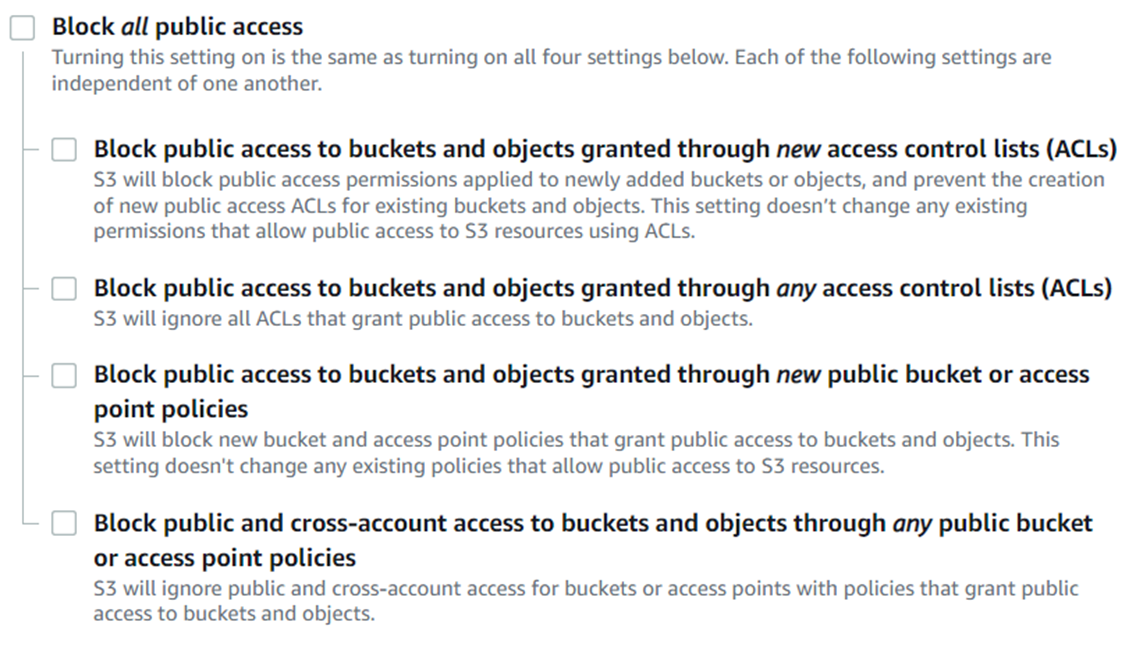 Block all public access
Turning this setting on is the same as turning on all four settings below. Each of the following settings are
independent of one another.
Block public access to buckets and objects granted through new access control lists (ACLs)
S3 will block public access permissions applied to newly added buckets or objects, and prevent the creation
of new public access ACLs for existing buckets and objects. This setting doesn’t change any existing
permissions that allow public access to S3 resources using ACLs.
Block public access to buckets and objects granted through any access control lists (ACLs)
S3 will ignore all ACLs that grant public access to buckets and objects.
Block public access to buckets and objects granted through new public bucket or access
point policies
S3 will block new bucket and access point policies that grant public access to buckets and objects. This
setting doesn't change any existing policies that allow public access to S3 resources.
Block public and cross-account access to buckets and objects through any public bucket
or access point policies
S3 will ignore public and cross-account access for buckets or access points with policies that grant public
access to buckets and objects.